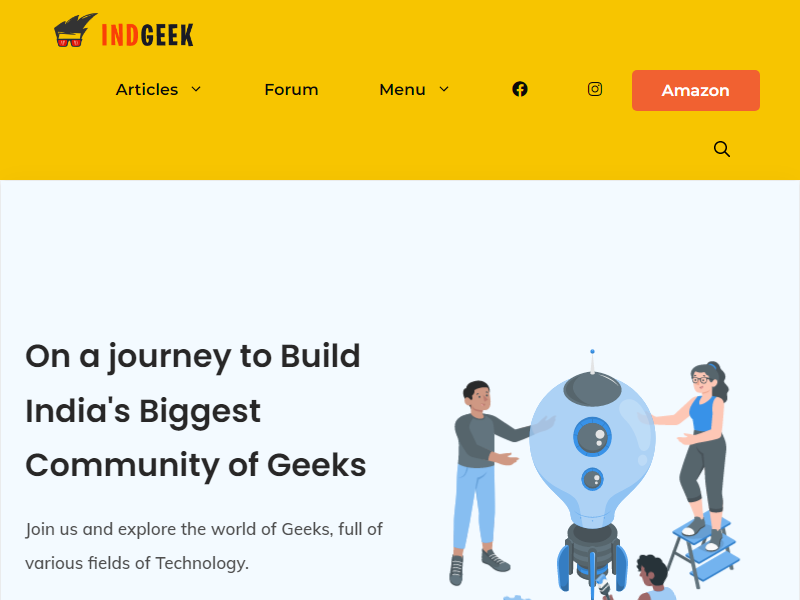 INDGEEK
Articles
Forum
Menu
Amazon
On a journey to Build
India's Biggest
Community of Geeks
Join us and explore the world of Geeks, full of
various fields of Technology.